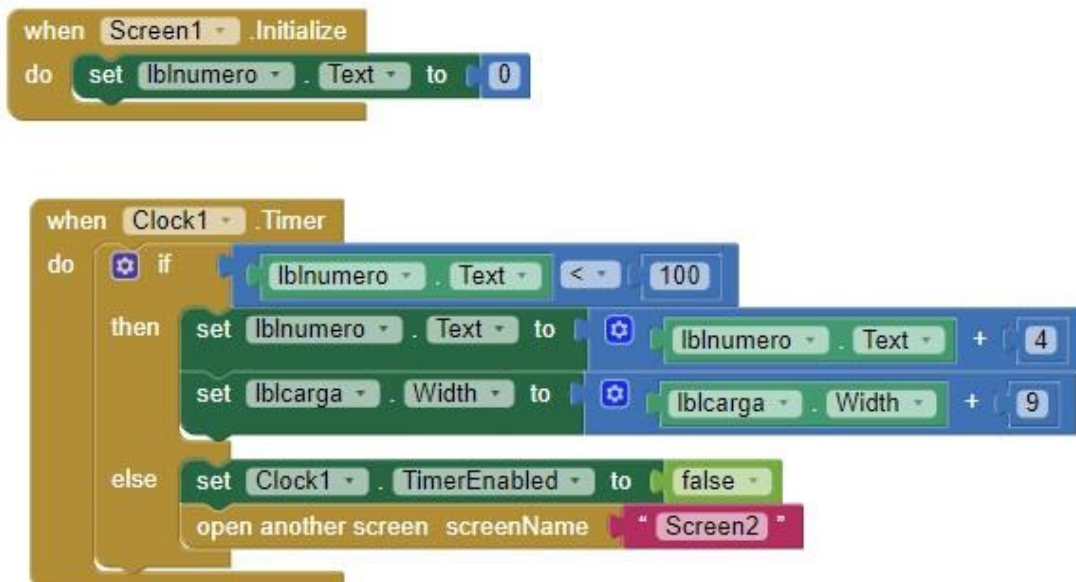 when Screen1 .Initialize
do set lblnumero . Text to 0
when Clock1 .Timer
do if lblnumero . Text < 100
then set lblnumero . Text to lblnumero . Text + 4
set lblcarga . Width to lblcarga . Width + 9
else set Clock1 . TimerEnabled to false
open another screen screenName " Screen2 "